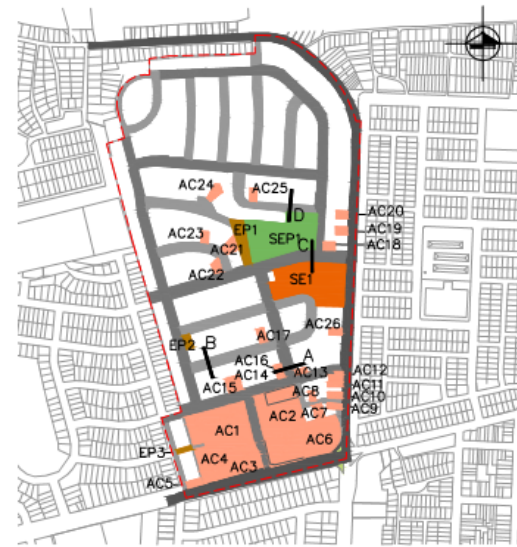 AC24
AC25
D
AC20
EP1
AC19
AC23
SEP1
C
AC18
AC21
AC22
SE1
AC17
AC26
EP2
B
A
AC16
AC12
AC14
AC13
AC11
AC15
AC8
AC10
AC2
AC7
AC9
AC1
AC6
EP3
AC4
AC3
AC5